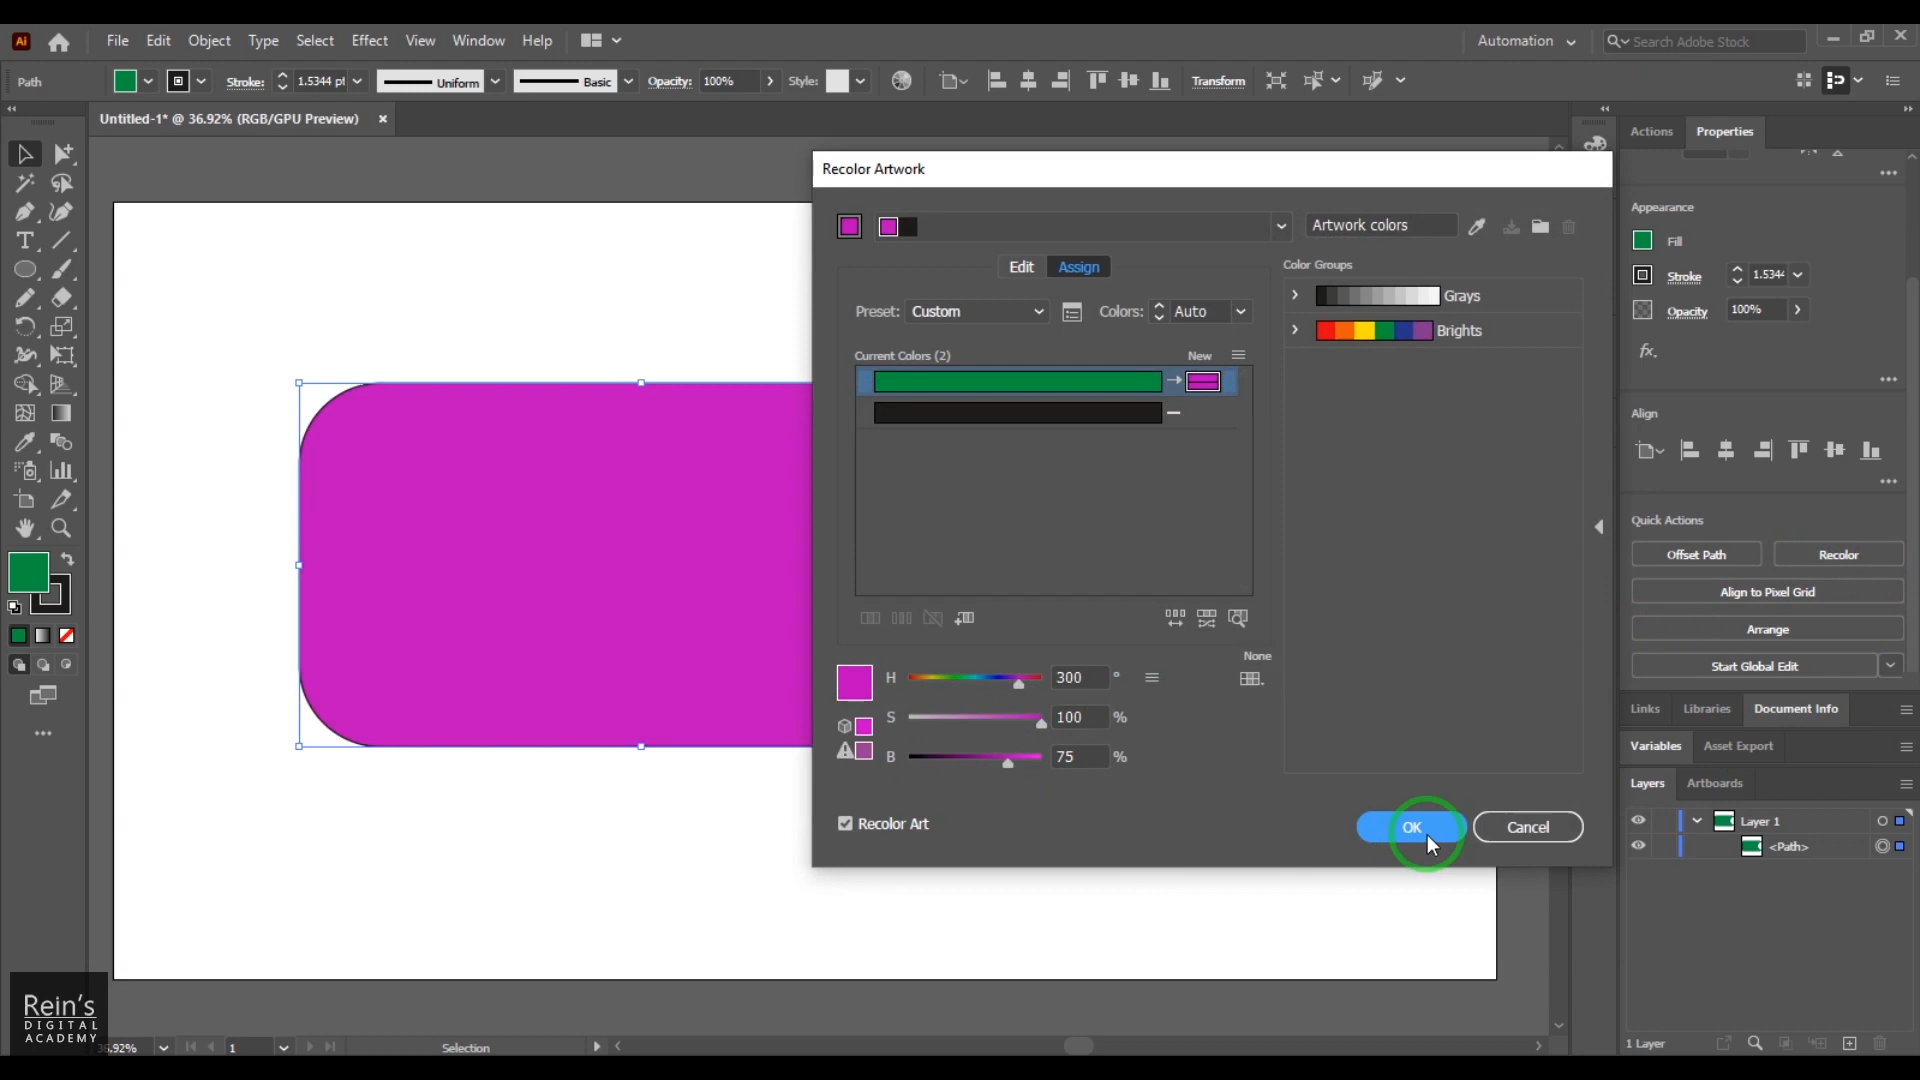 Ai File Edit Object Type Select Effect View Window Help Automation Search Adobe Stock
Path Stroke: 1.5344 pt Uniform Basic Opacity: 100% Style: Transform
Untitled-1* @ 36.92% (RGB/GPU Preview)
Actions Properties
Recolor Artwork
Artwork colors
Edit Assign
Color Groups
Preset: Custom Colors: Auto
Grays
Brights
Current Colors (2) New
None
H 300 °
S 100 %
B 75 %
Recolor Art
OK Cancel
Appearance
Fill
Stroke 1.5344
Opacity 100%
fx.
Align
Quick Actions
Offset Path Recolor
Align to Pixel Grid
Arrange
Start Global Edit
Links Libraries Document Info
Variables Asset Export
Layers Artboards
Layer 1
<Path>
1 Layer
Rein's
DIGITAL
ACADEMY
36.92% 1 Selection